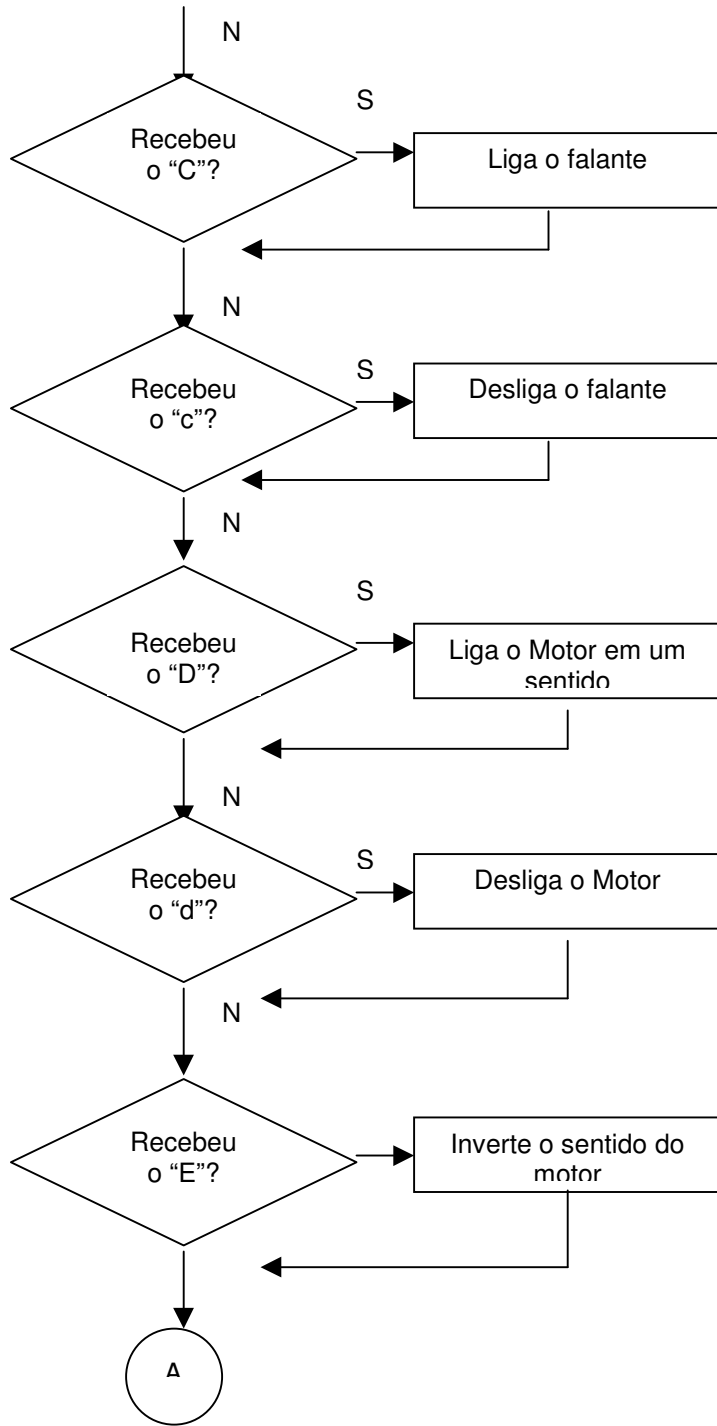 N
Recebeu
o “C”?
S
Liga o falante
N
Recebeu
o “c”?
S
Desliga o falante
N
Recebeu
o “D”?
S
Liga o Motor em um
sentido
N
Recebeu
o “d”?
S
Desliga o Motor
N
Recebeu
o “E”?
Inverte o sentido do
motor
A